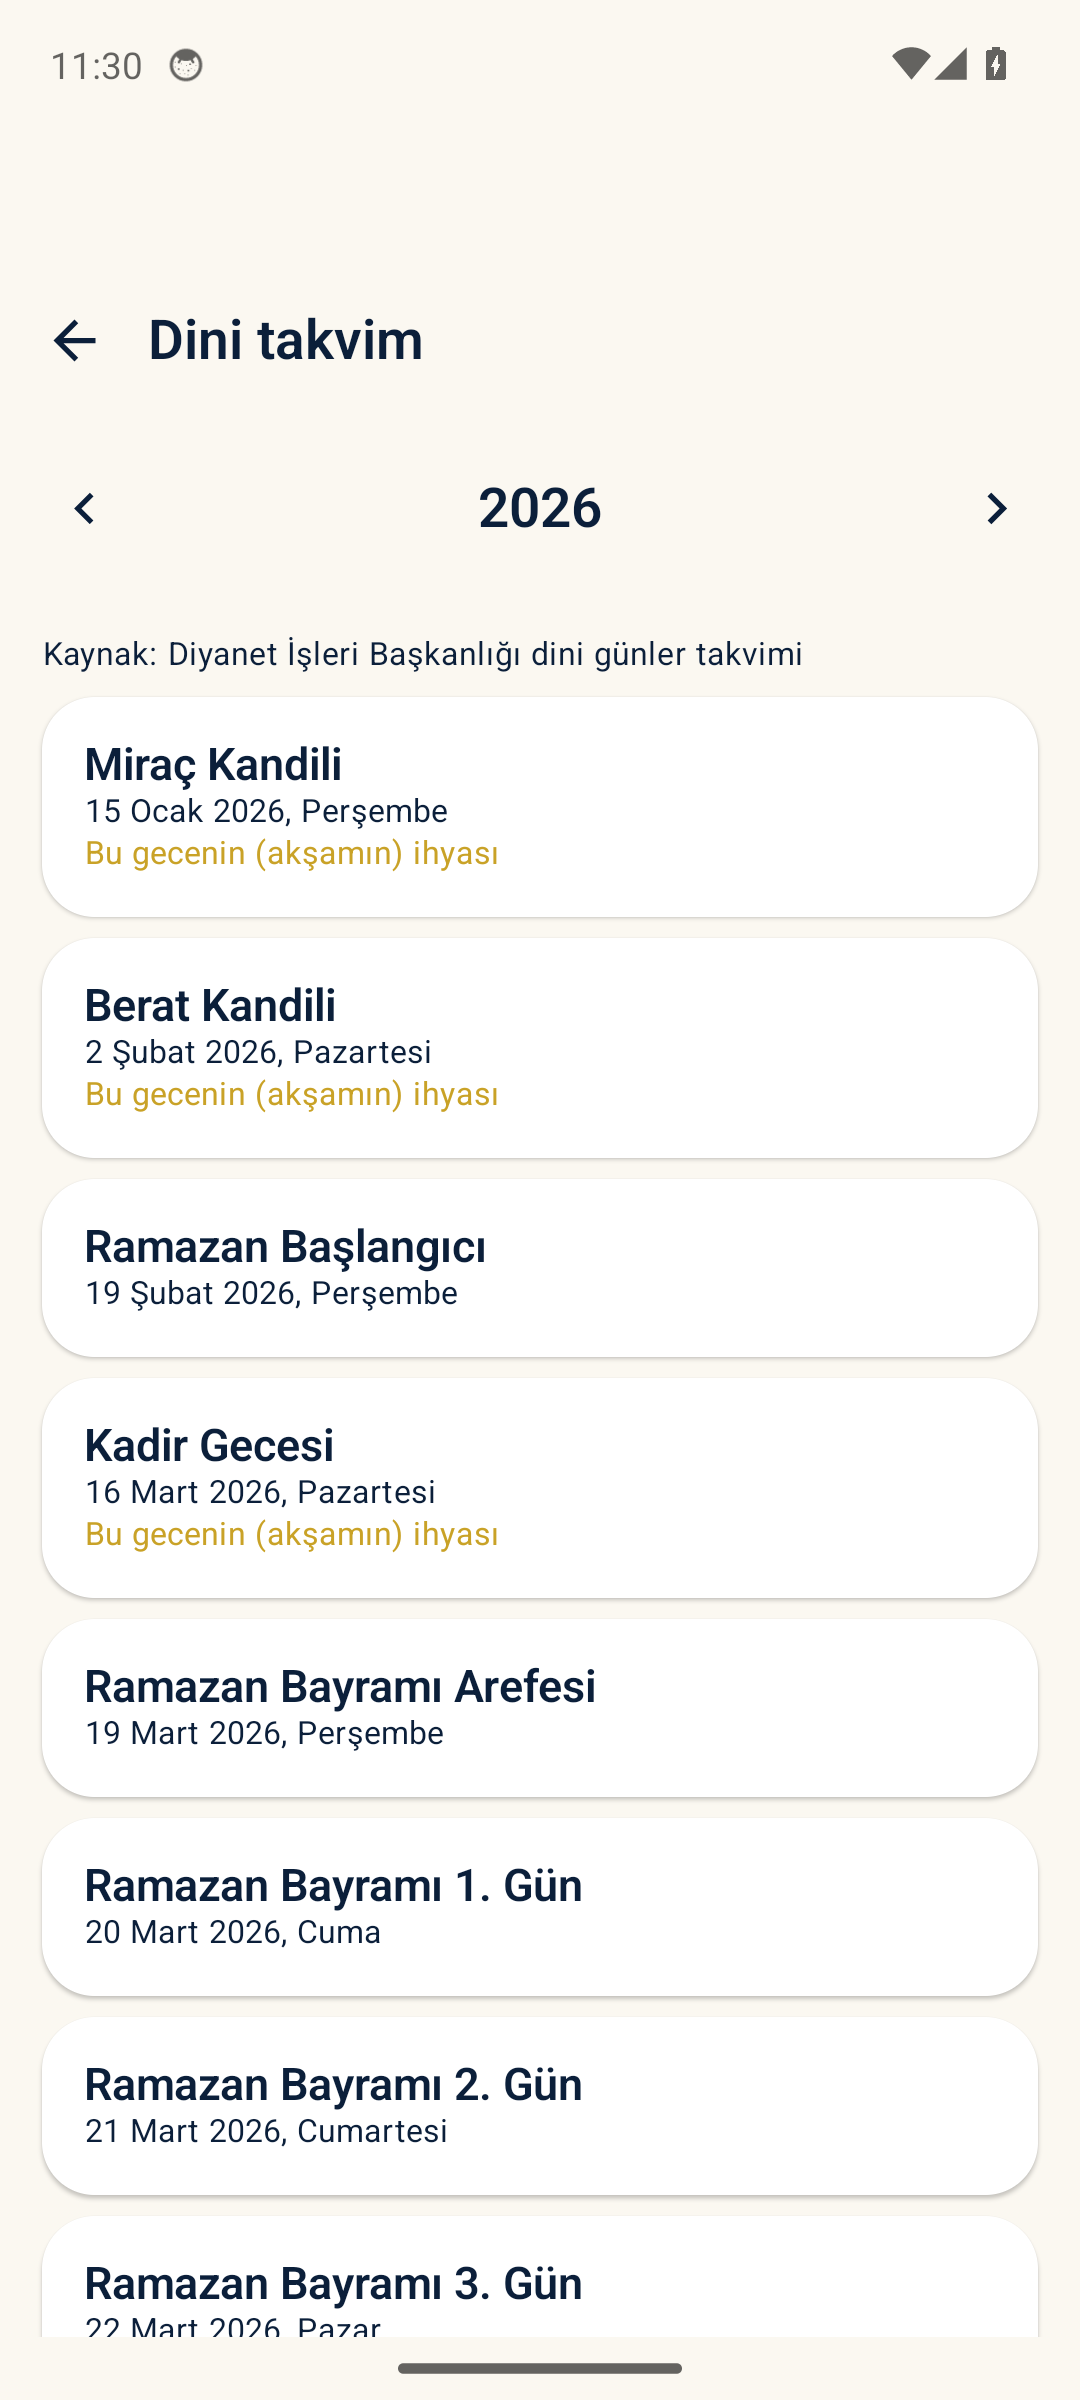 11:30
Dini takvim
2026
Kaynak: Diyanet İşleri Başkanlığı dini günler takvimi
Miraç Kandili
15 Ocak 2026, Perşembe
Bu gecenin (akşamın) ihyası
Berat Kandili
2 Şubat 2026, Pazartesi
Bu gecenin (akşamın) ihyası
Ramazan Başlangıcı
19 Şubat 2026, Perşembe
Kadir Gecesi
16 Mart 2026, Pazartesi
Bu gecenin (akşamın) ihyası
Ramazan Bayramı Arefesi
19 Mart 2026, Perşembe
Ramazan Bayramı 1. Gün
20 Mart 2026, Cuma
Ramazan Bayramı 2. Gün
21 Mart 2026, Cumartesi
Ramazan Bayramı 3. Gün
22 Mart 2026, Pazar